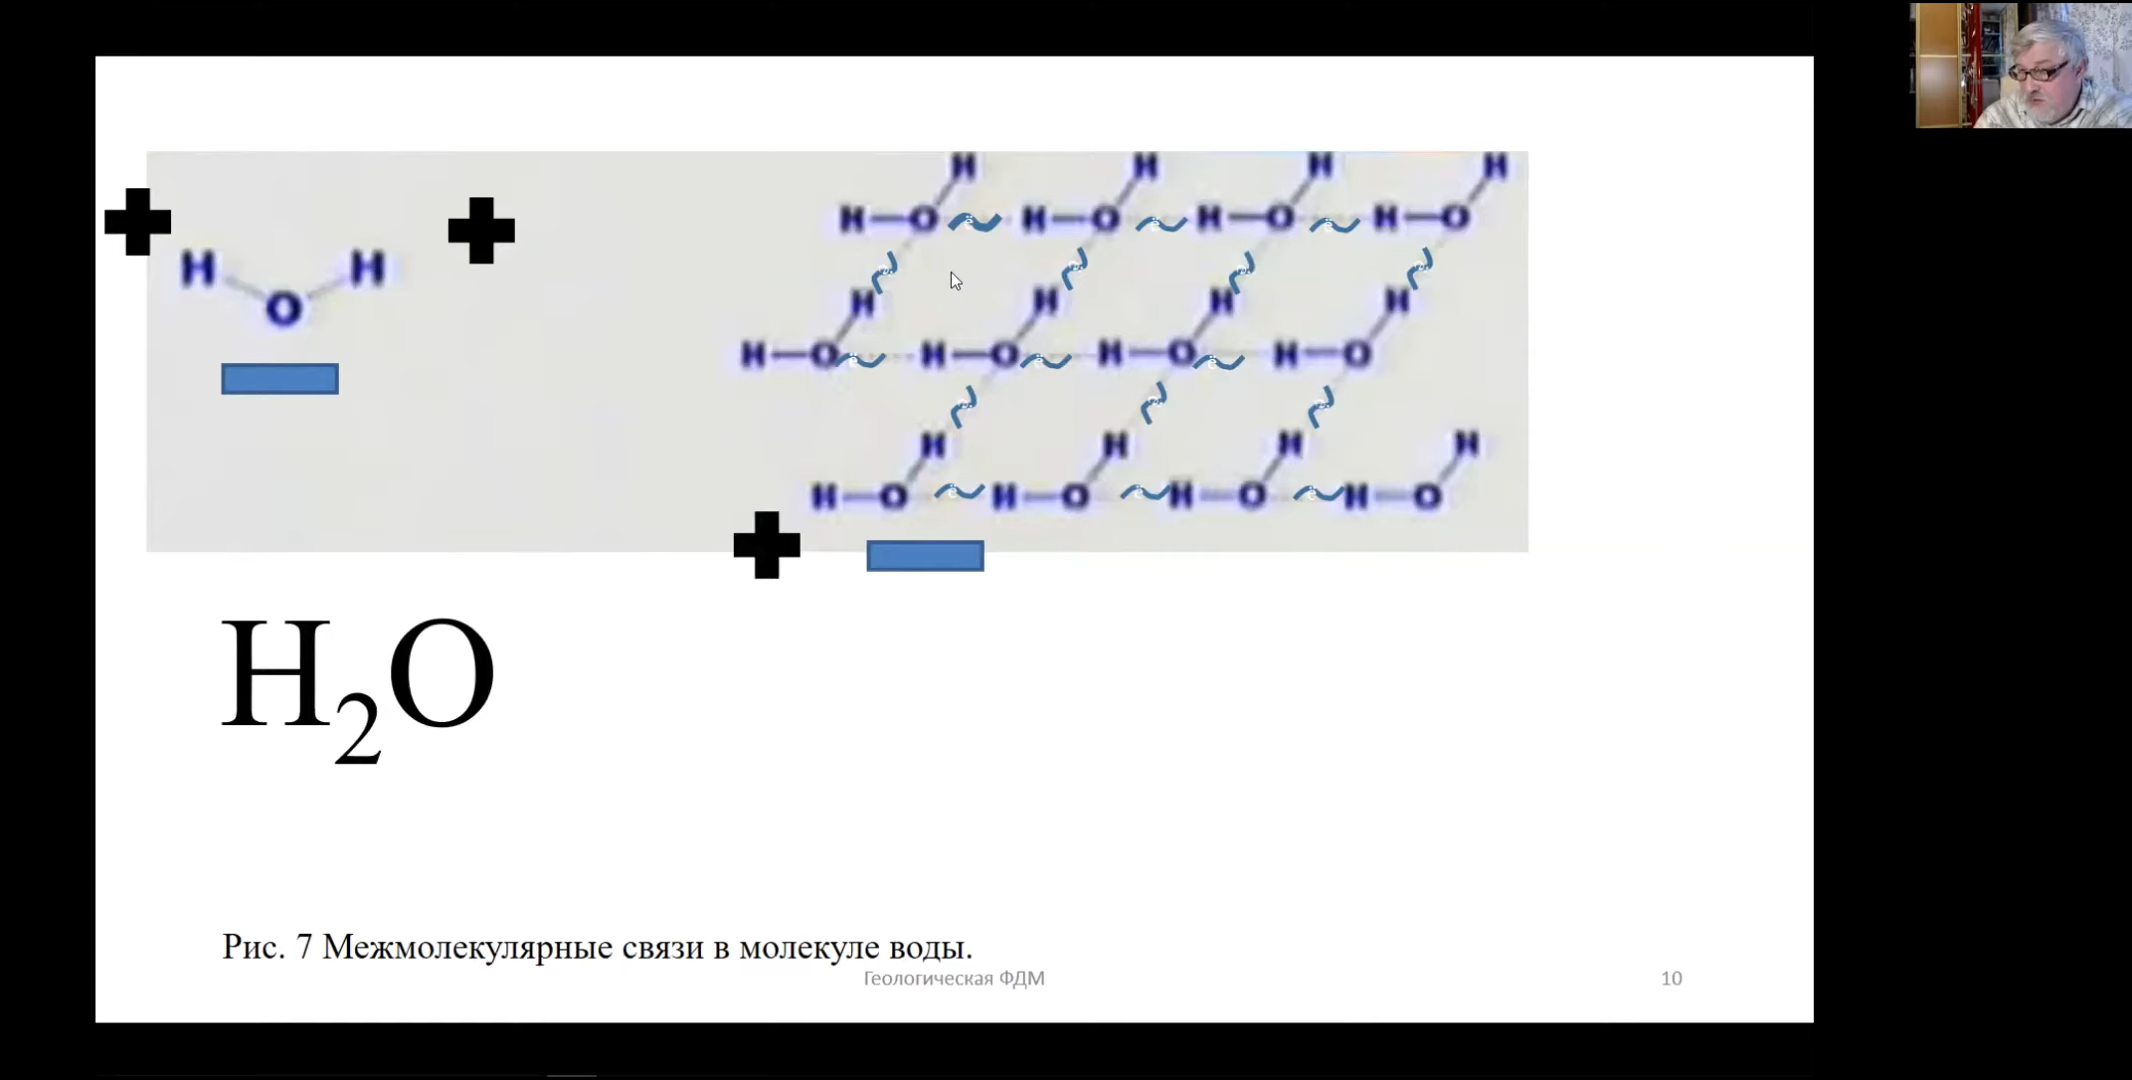 H H H H
H O H O H O H O
H H
O
H H H H
H O H O H O H O
H H H H
H O H O H O H O
H₂O
Рис. 7 Межмолекулярные связи в молекуле воды.
Геологическая ФДМ
10